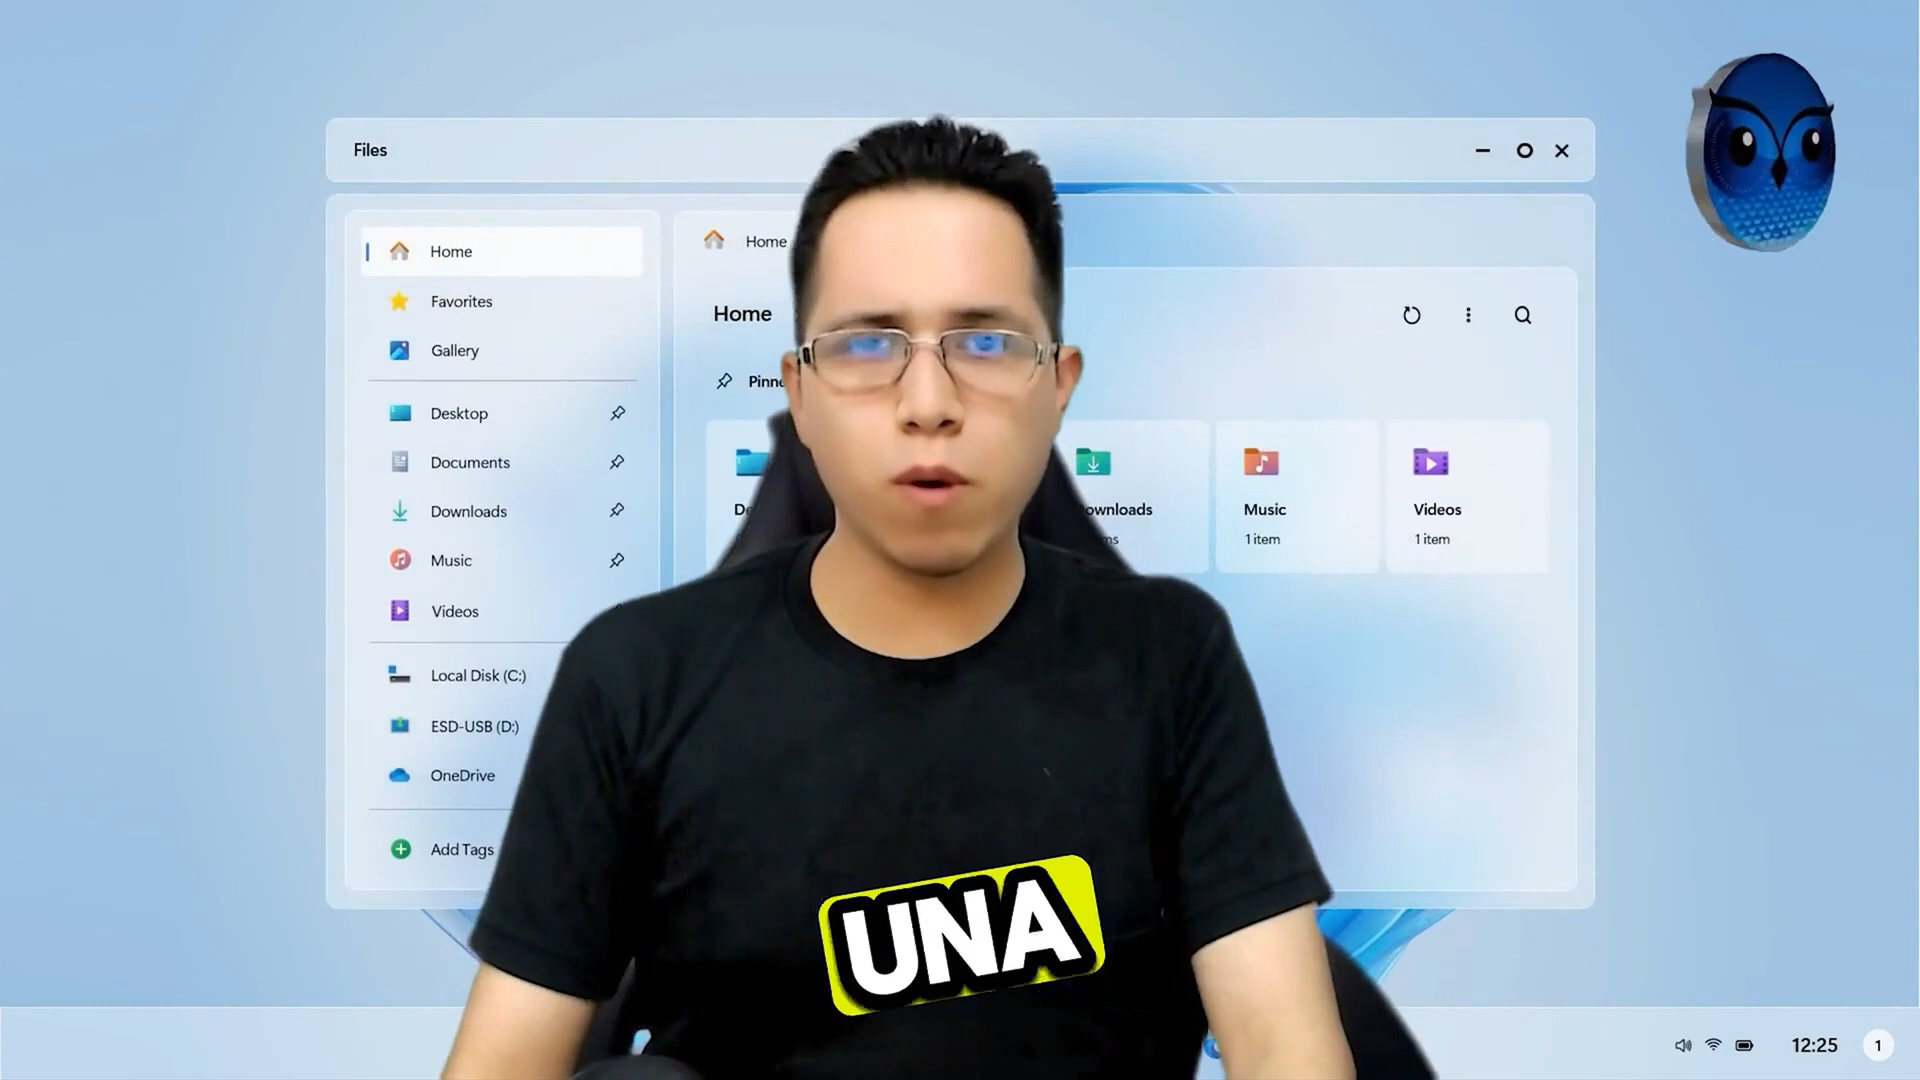 Files
Home
Favorites
Gallery
Desktop
Documents
Downloads
Music
Videos
Local Disk (C:)
ESD-USB (D:)
OneDrive
Add Tags
Home
Home
Music
1 item
Videos
1 item
UNA
12:25
1